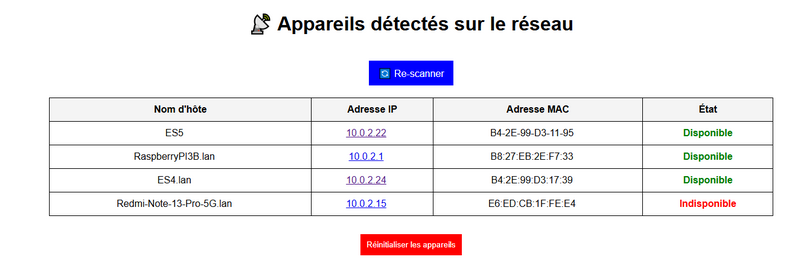 Appareils détectés sur le réseau
Re-scanner
Nom d'hôte Adresse IP Adresse MAC État
ES5 10.0.2.22 B4-2E-99-D3-11-95 Disponible
RaspberryPI3B.lan 10.0.2.1 B8:27:EB:2E:F7:33 Disponible
ES4.lan 10.0.2.24 B4:2E:99:D3:17:39 Disponible
Redmi-Note-13-Pro-5G.lan 10.0.2.15 E6:ED:CB:1F:FE:E4 Indisponible
Réinitialiser les appareils